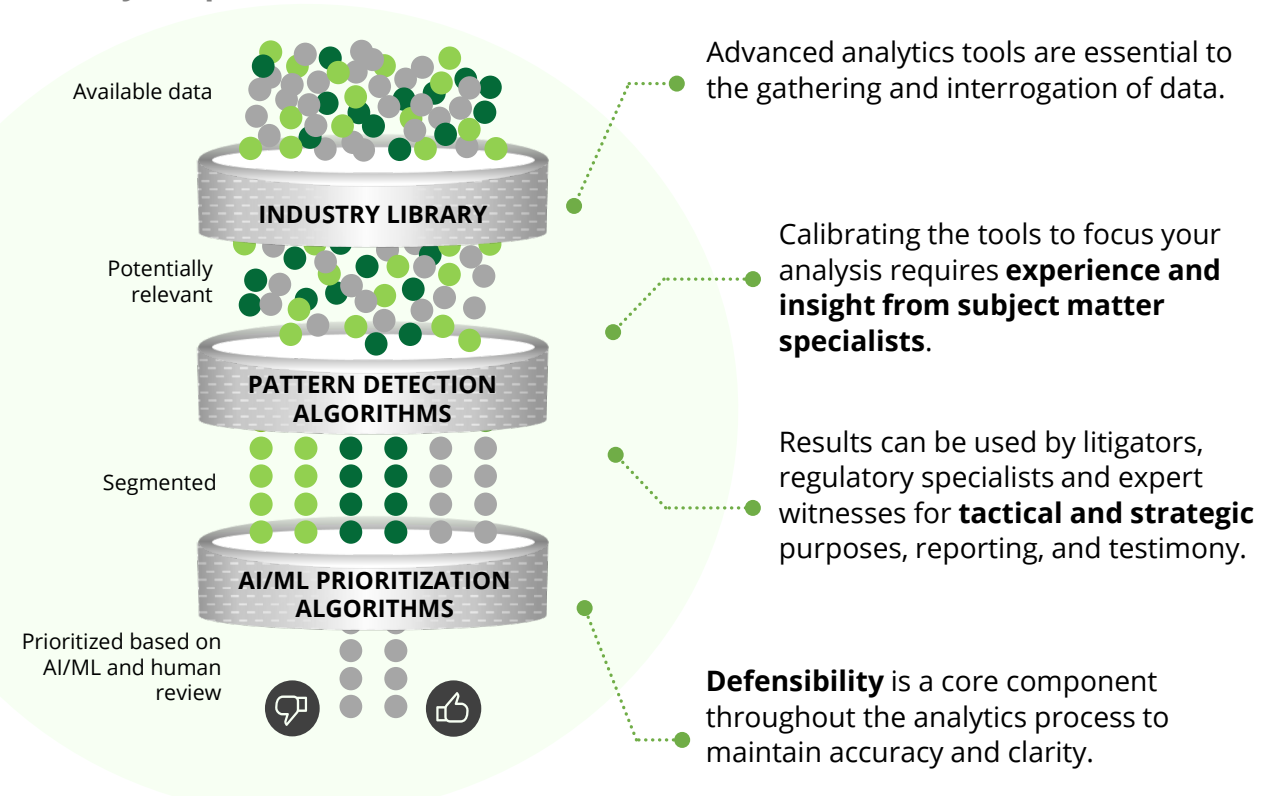 Available data
INDUSTRY LIBRARY
Potentially
relevant
PATTERN DETECTION
ALGORITHMS
Segmented
AI/ML PRIORITIZATION
ALGORITHMS
Prioritized based on
AI/ML and human
review
Advanced analytics tools are essential to
the gathering and interrogation of data.
Calibrating the tools to focus your
analysis requires experience and
insight from subject matter
specialists.
Results can be used by litigators,
regulatory specialists and expert
witnesses for tactical and strategic
purposes, reporting, and testimony.
Defensibility is a core component
throughout the analytics process to
maintain accuracy and clarity.